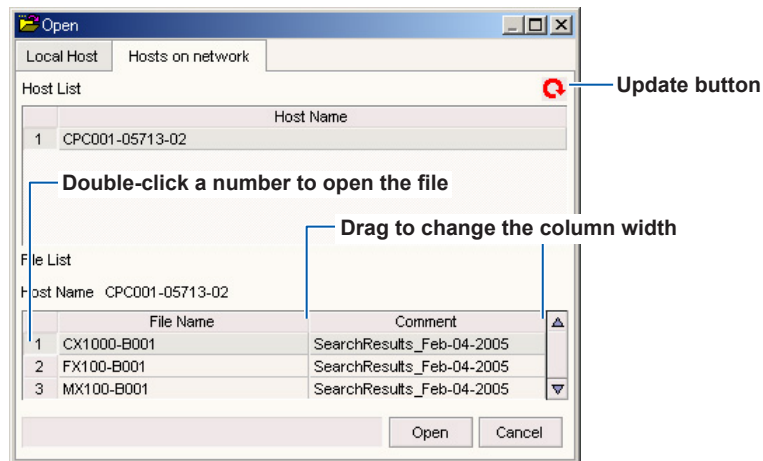 Open
Local Host Hosts on network
Host List
Update button
Host Name
1 CPC001-05713-02
Double-click a number to open the file
Drag to change the column width
File List
Host Name CPC001-05713-02
File Name Comment
1 CX1000-B001 SearchResults_Feb-04-2005
2 FX100-B001 SearchResults_Feb-04-2005
3 MX100-B001 SearchResults_Feb-04-2005
Open Cancel